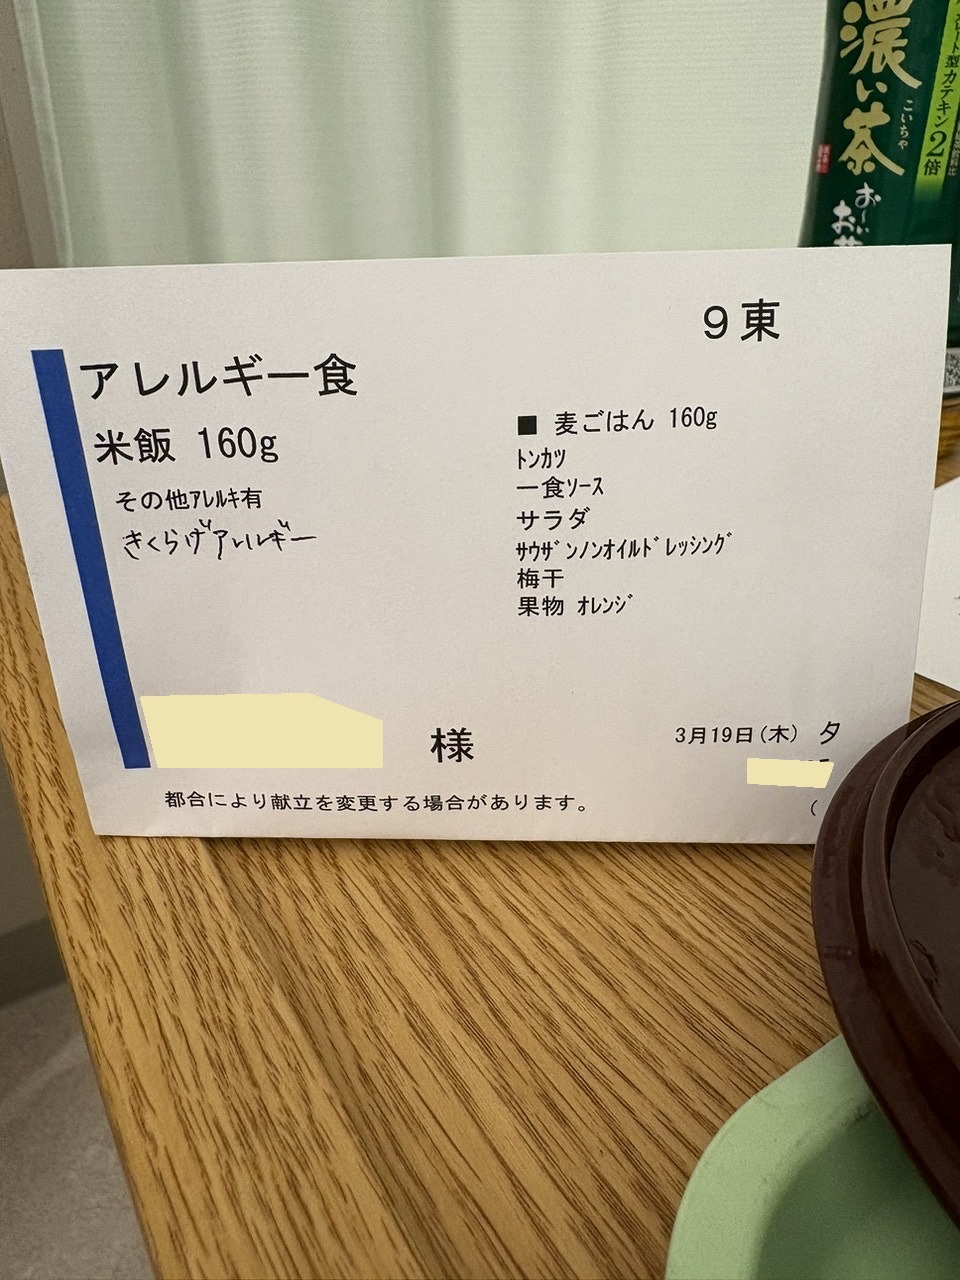 濃い茶
こいちゃ
カテキン2倍
お〜い
9東
アレルギー食
米飯 160g
その他ｱﾚﾙｷﾞ有
きくらげアレルギー
■ 麦ごはん 160g
ﾄﾝｶﾂ
一食ｿｰｽ
サラダ
ｻｳｻﾞﾝﾉﾝｵｲﾙﾄﾞﾚｯｼﾝｸﾞ
梅干
果物 ｵﾚﾝｼﾞ
様
3月19日(木) 夕
都合により献立を変更する場合があります。